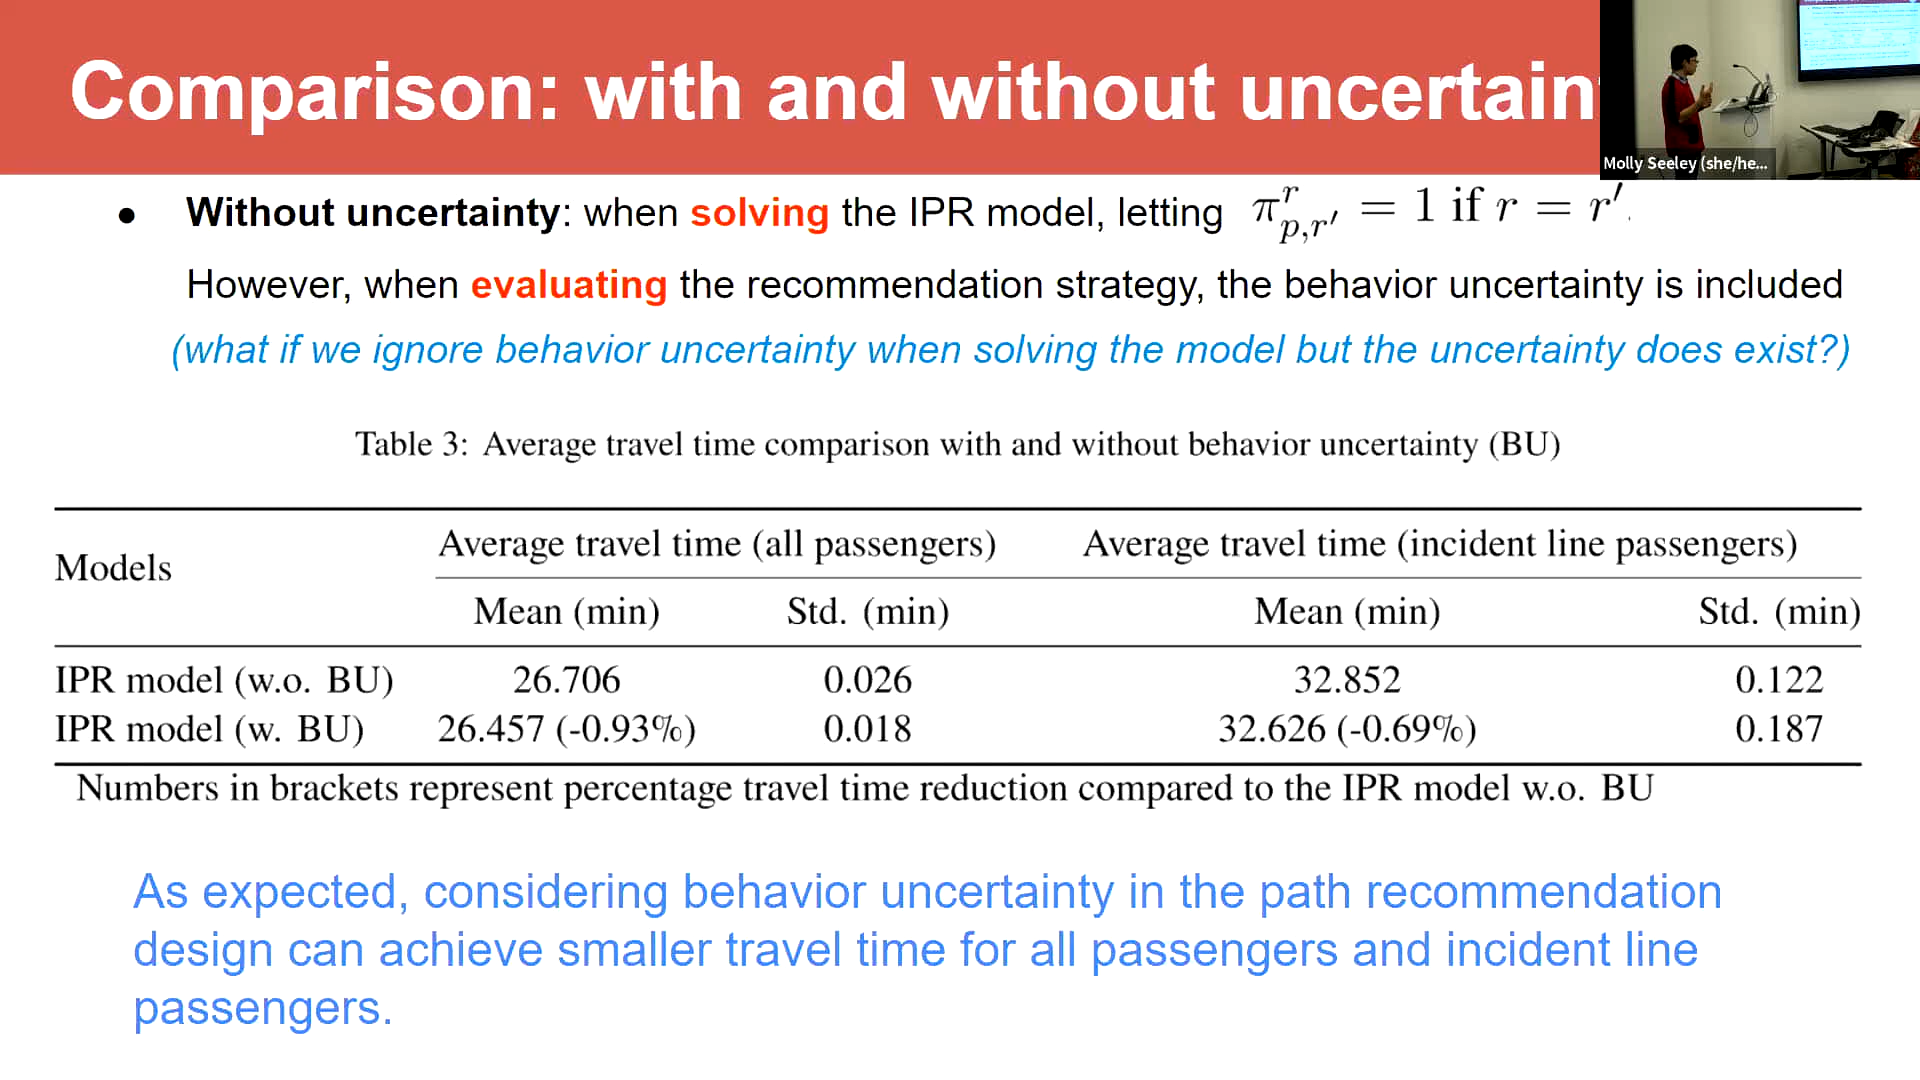 Comparison: with and without uncertain
Molly Seeley (she/he...
● Without uncertainty: when solving the IPR model, letting π^r_{p,r′} = 1 if r = r′.
However, when evaluating the recommendation strategy, the behavior uncertainty is included
(what if we ignore behavior uncertainty when solving the model but the uncertainty does exist?)
Table 3: Average travel time comparison with and without behavior uncertainty (BU)
Models Average travel time (all passengers) Average travel time (incident line passengers)
Mean (min) Std. (min) Mean (min) Std. (min)
IPR model (w.o. BU) 26.706 0.026 32.852 0.122
IPR model (w. BU) 26.457 (-0.93%) 0.018 32.626 (-0.69%) 0.187
Numbers in brackets represent percentage travel time reduction compared to the IPR model w.o. BU
As expected, considering behavior uncertainty in the path recommendation
design can achieve smaller travel time for all passengers and incident line
passengers.